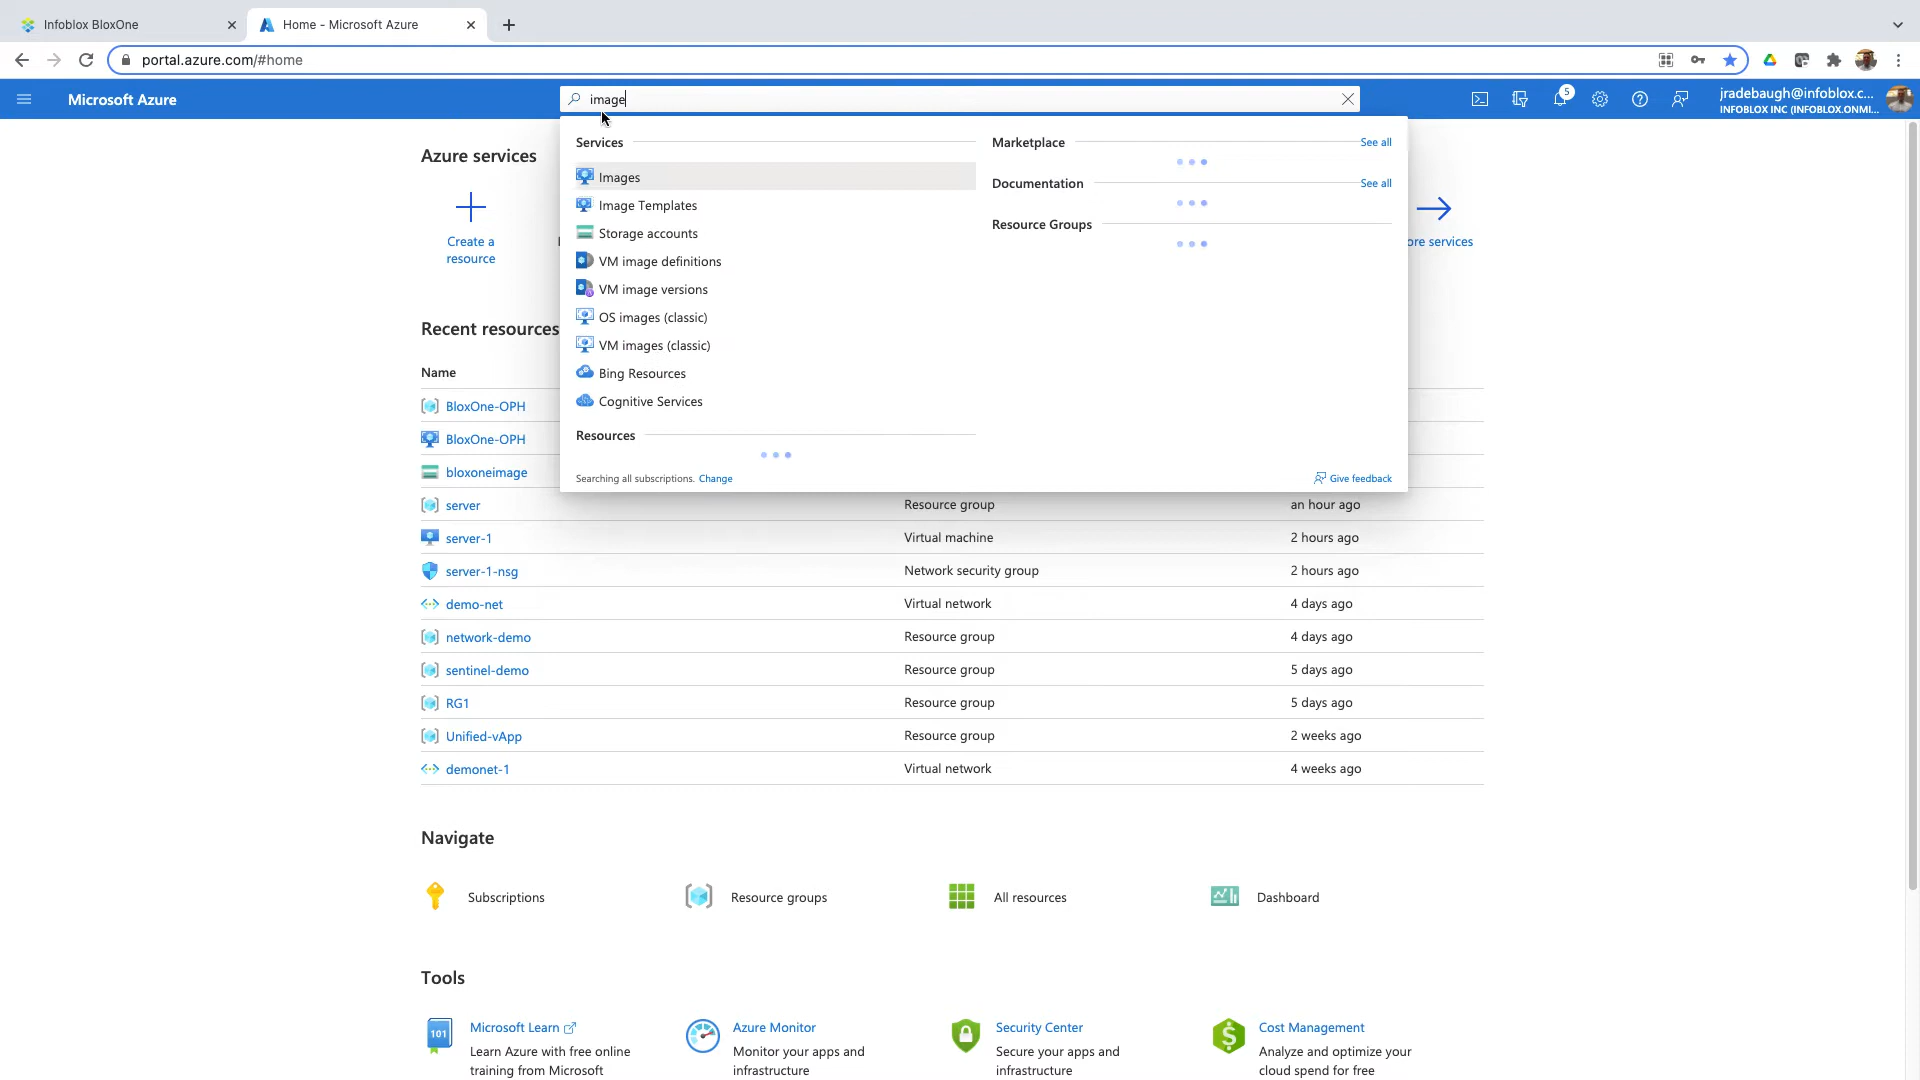 Infoblox BloxOne
Home - Microsoft Azure
portal.azure.com/#home
Microsoft Azure
image
5
jradebaugh@infoblox.c...
INFOBLOX INC (INFOBLOX.ONMI...
Azure services
Create a
resource
ore services
Services
Images
Image Templates
Storage accounts
VM image definitions
VM image versions
OS images (classic)
VM images (classic)
Bing Resources
Cognitive Services
Resources
Searching all subscriptions. Change
Marketplace
See all
Documentation
See all
Resource Groups
Give feedback
Recent resources
Name
BloxOne-OPH
BloxOne-OPH
bloxoneimage
server Resource group an hour ago
server-1 Virtual machine 2 hours ago
server-1-nsg Network security group 2 hours ago
demo-net Virtual network 4 days ago
network-demo Resource group 4 days ago
sentinel-demo Resource group 5 days ago
RG1 Resource group 5 days ago
Unified-vApp Resource group 2 weeks ago
demonet-1 Virtual network 4 weeks ago
Navigate
Subscriptions Resource groups All resources Dashboard
Tools
101
Microsoft Learn
Learn Azure with free online
training from Microsoft
Azure Monitor
Monitor your apps and
infrastructure
Security Center
Secure your apps and
infrastructure
Cost Management
Analyze and optimize your
cloud spend for free